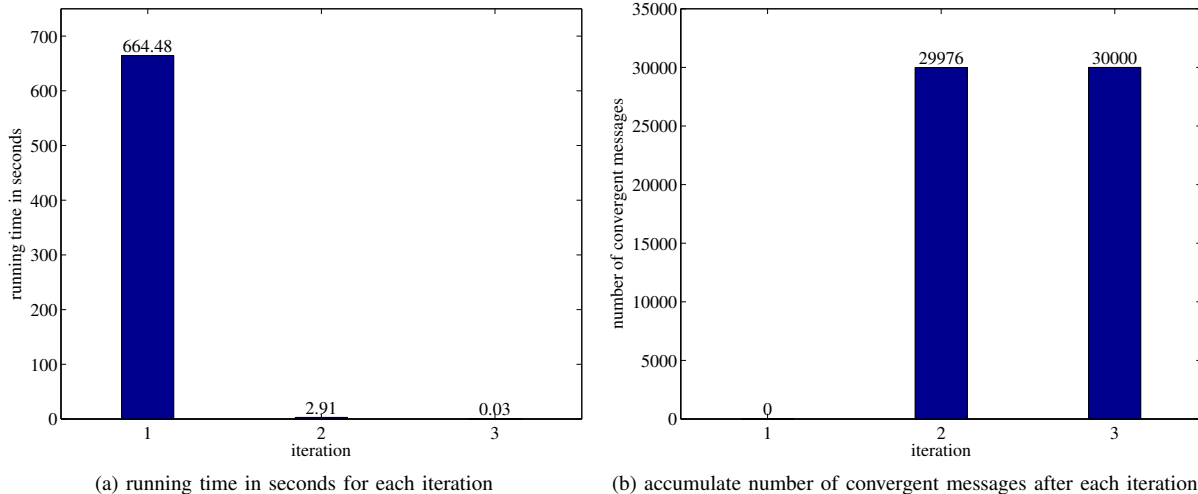 700
600
500
400
300
200
100
0
running time in seconds
664.48
2.91
0.03
1 2 3
iteration
(a) running time in seconds for each iteration
35000
30000
25000
20000
15000
10000
5000
0
number of convergent messages
0
29976
30000
1 2 3
iteration
(b) accumulate number of convergent messages after each iteration